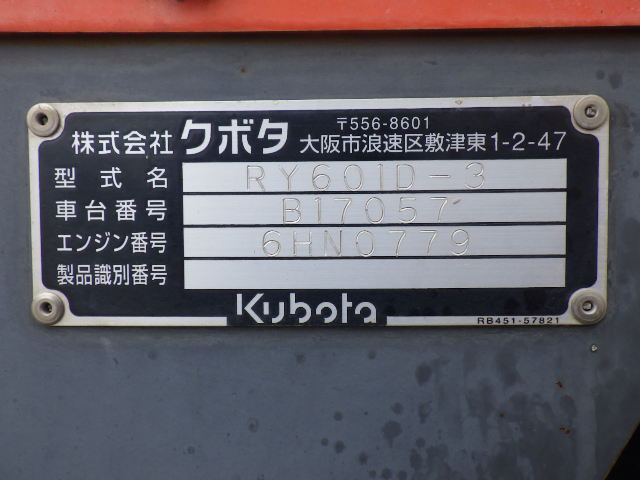 株式会社 クボタ 〒556-8601
大阪市浪速区敷津東1-2-47
型式名 RY601D-3
車台番号 B17057
エンジン番号 6HN0779
製品識別番号
Kubota
RB451-57821